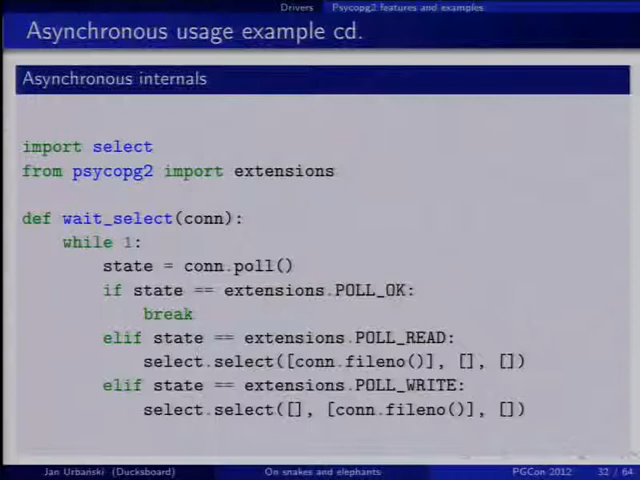 Drivers Psycopg2 features and examples
Asynchronous usage example cd.
Asynchronous internals
import select
from psycopg2 import extensions
def wait_select(conn):
while 1:
state = conn.poll()
if state == extensions.POLL_OK:
break
elif state == extensions.POLL_READ:
select.select([conn.fileno()], [], [])
elif state == extensions.POLL_WRITE:
select.select([], [conn.fileno()], [])
Jan Urbański (Ducksboard) On snakes and elephants PGCon 2012 32 / 64